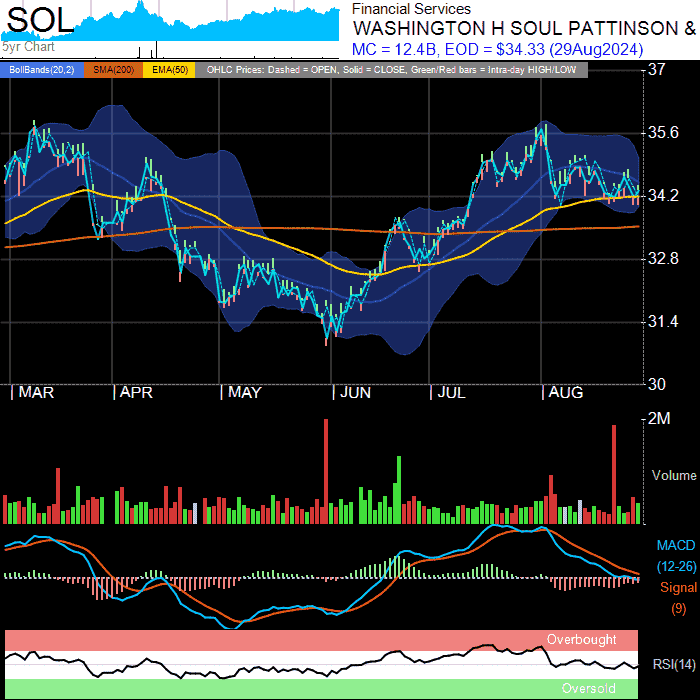 SOL
5yr Chart
Financial Services
WASHINGTON H SOUL PATTINSON &
MC = 12.4B, EOD = $34.33 (29Aug2024)
BollBands(20,2) SMA(200) EMA(50) OHLC Prices: Dashed = OPEN, Solid = CLOSE, Green/Red bars = Intra-day HIGH/LOW
37
35.6
34.2
32.8
31.4
30
MAR APR MAY JUN JUL AUG
2M
Volume
MACD
(12-26)
Signal
(9)
Overbought
RSI(14)
Oversold